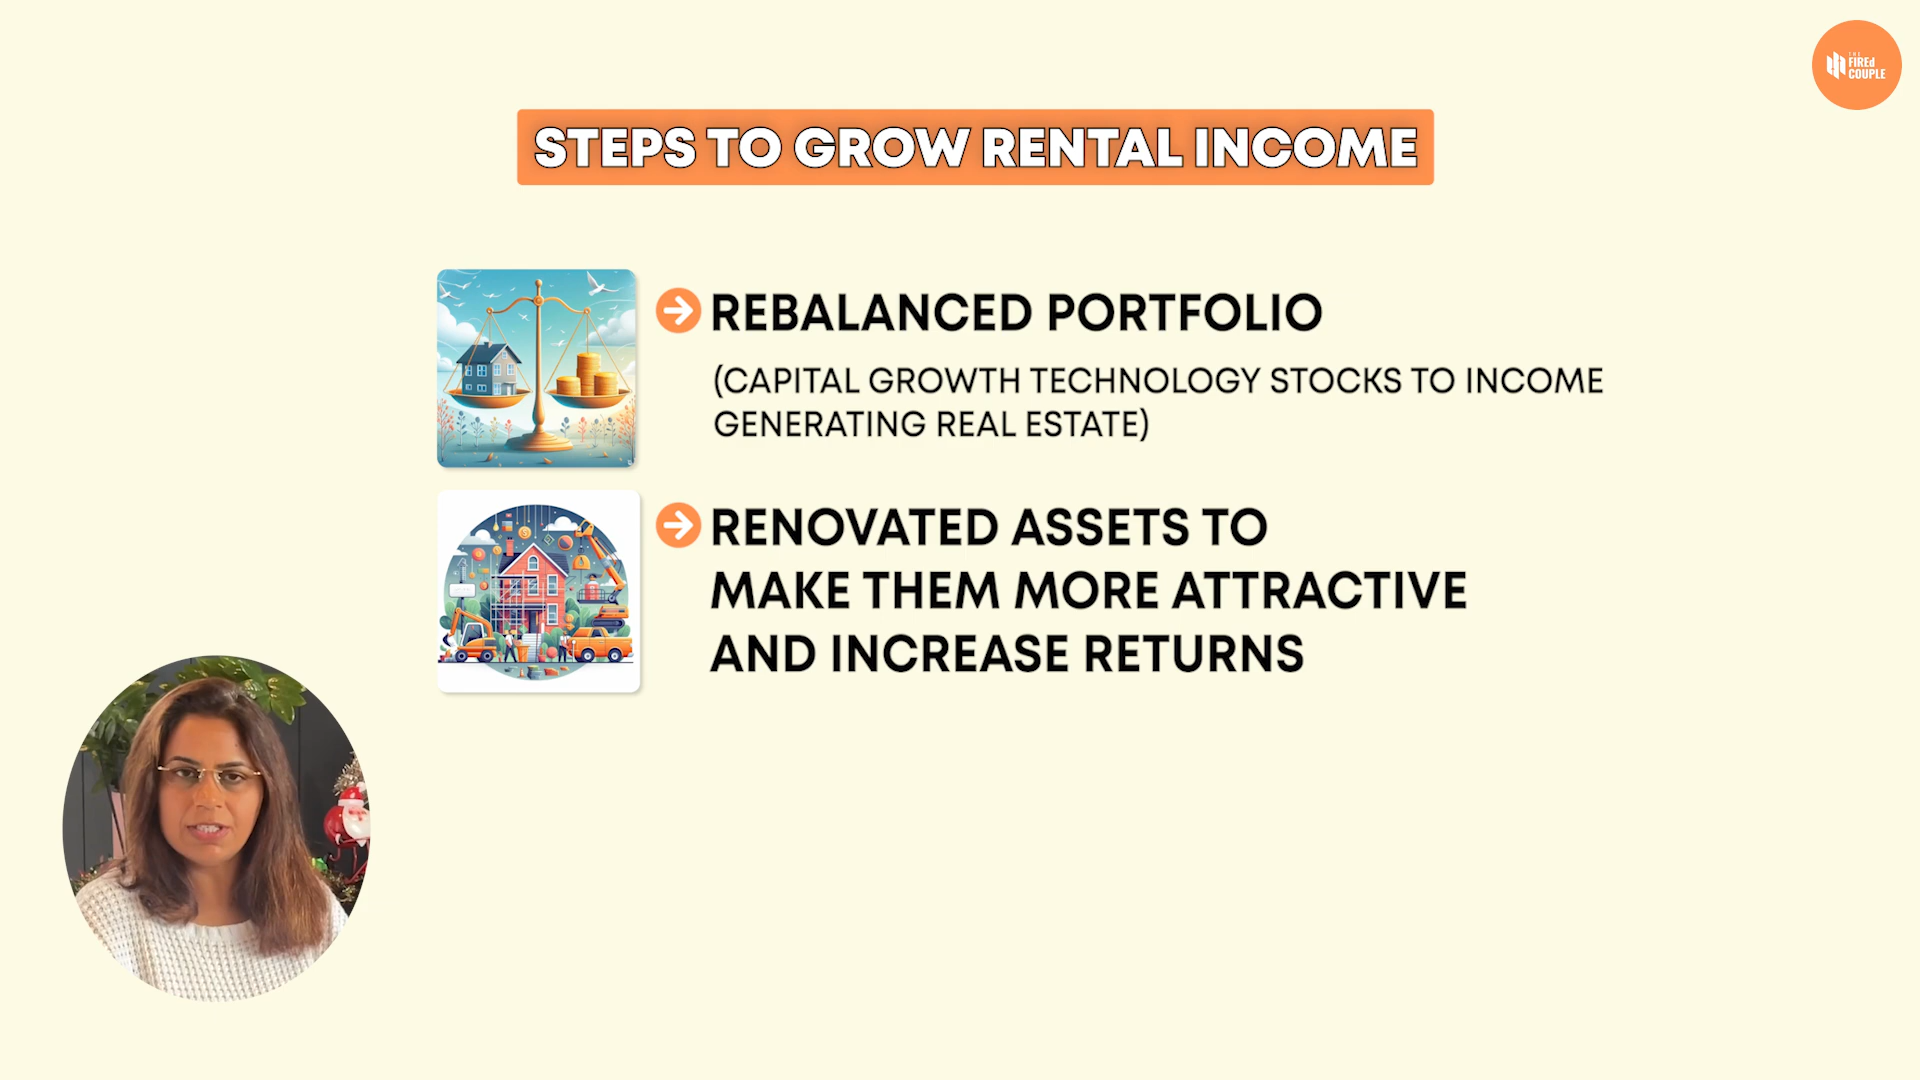 THE
FIREd
COUPLE
STEPS TO GROW RENTAL INCOME
REBALANCED PORTFOLIO
(CAPITAL GROWTH TECHNOLOGY STOCKS TO INCOME
GENERATING REAL ESTATE)
RENOVATED ASSETS TO
MAKE THEM MORE ATTRACTIVE
AND INCREASE RETURNS